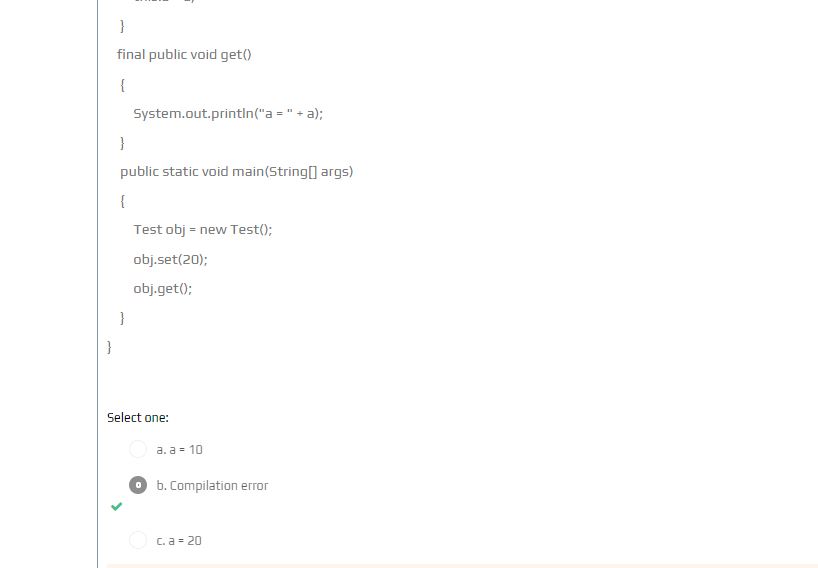 }
final public void get()
{
System.out.println("a = " + a);
}
public static void main(String[] args)
{
Test obj = new Test();
obj.set(20);
obj.get();
}
}
Select one:
a. a = 10
b. Compilation error
c. a = 20